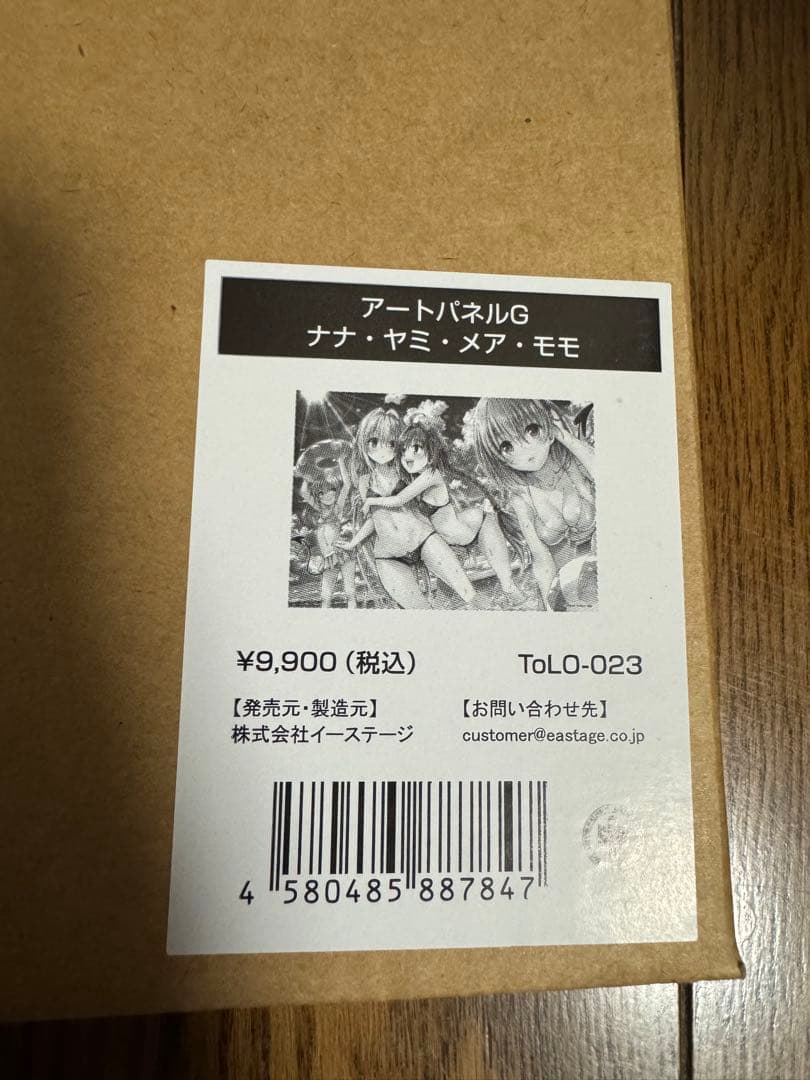 アートパネルG
ナナ・ヤミ・メア・モモ
¥9,900（税込） ToLO-023
【発売元・製造元】 【お問い合わせ先】
株式会社イーステージ customer@eastage.co.jp
4 580485 887847